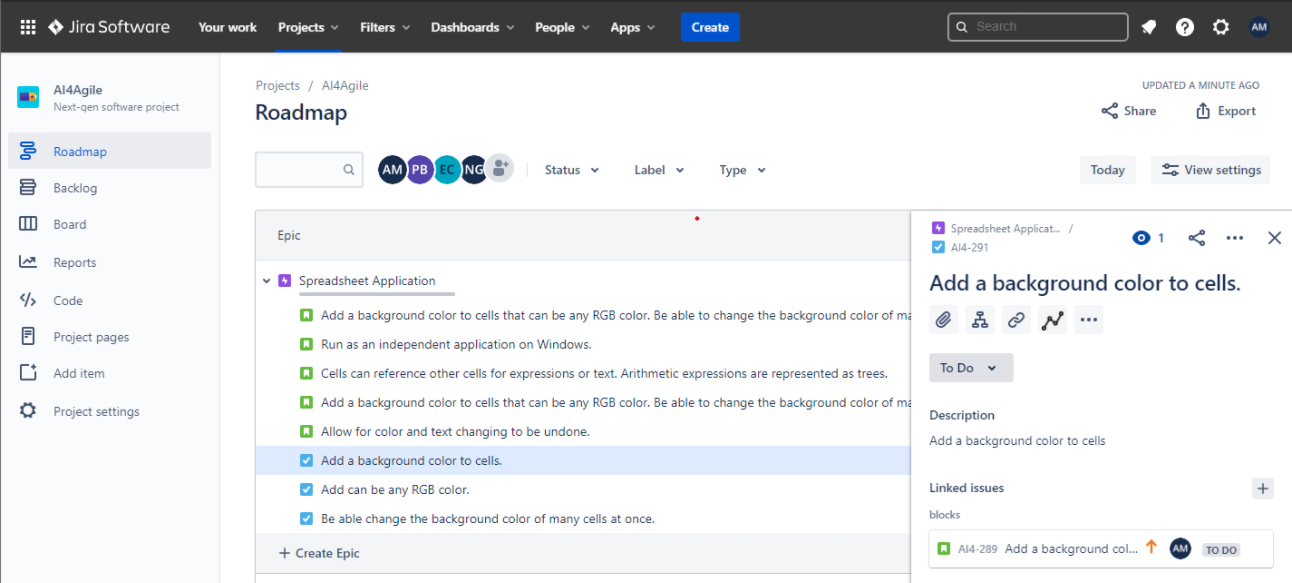 Jira Software Your work Projects Filters Dashboards People Apps Create Search AM
AI4Agile
Next-gen software project
Roadmap
Backlog
Board
Reports
Code
Project pages
Add item
Project settings
Projects / AI4Agile
UPDATED A MINUTE AGO
Roadmap
Share Export
AM PB EC NG Status Label Type Today View settings
Epic
Spreadsheet Application
Add a background color to cells that can be any RGB color. Be able to change the background color of ma
Run as an independent application on Windows.
Cells can reference other cells for expressions or text. Arithmetic expressions are represented as trees.
Add a background color to cells that can be any RGB color. Be able to change the background color of ma
Allow for color and text changing to be undone.
Add a background color to cells.
Add can be any RGB color.
Be able change the background color of many cells at once.
+ Create Epic
Spreadsheet Applicat... /
AI4-291
1
Add a background color to cells.
To Do
Description
Add a background color to cells
Linked issues
blocks
AI4-289 Add a background col... AM TO DO